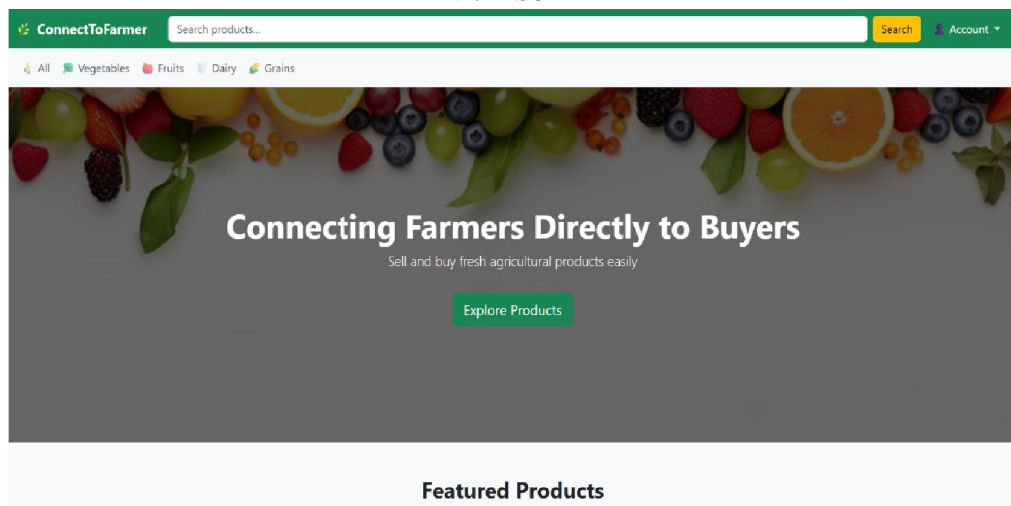 ConnectToFarmer Search products... Search Account
All Vegetables Fruits Dairy Grains
Connecting Farmers Directly to Buyers
Sell and buy fresh agricultural products easily
Explore Products
Featured Products